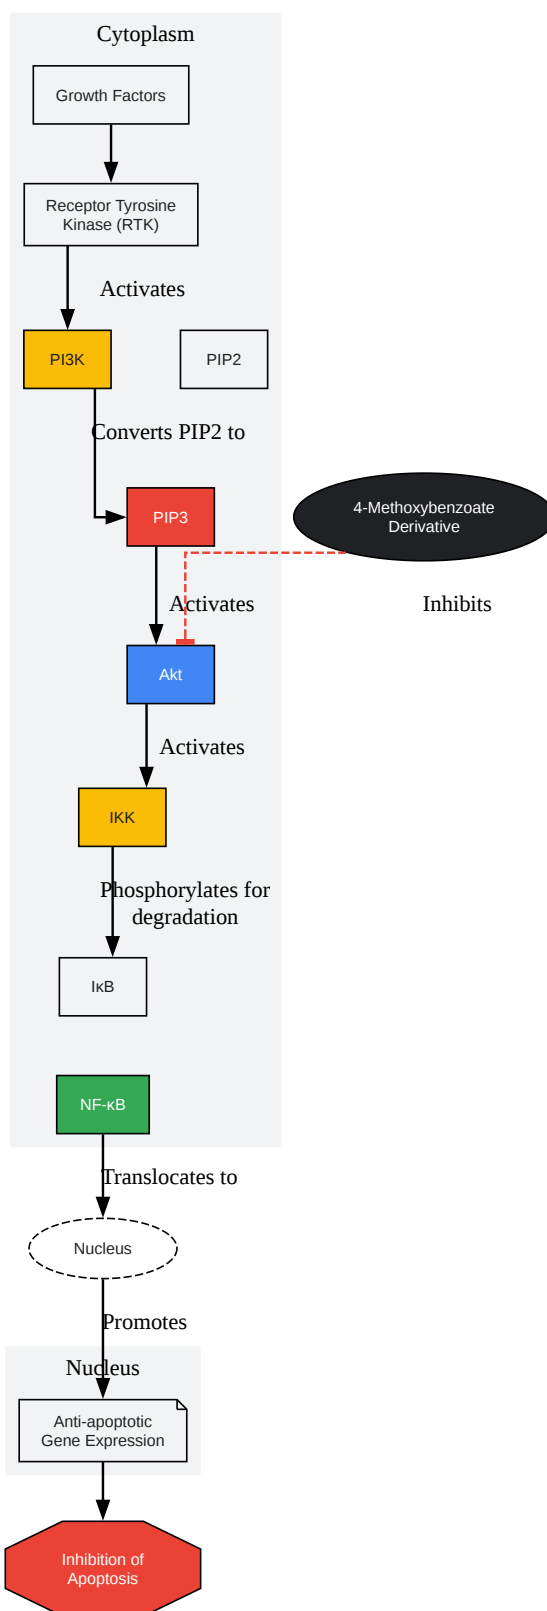 Cytoplasm
Growth Factors
Receptor Tyrosine
Kinase (RTK)
Activates
PI3K
PIP2
Converts PIP2 to
PIP3
4-Methoxybenzoate
Derivative
Activates
Inhibits
Akt
Activates
IKK
Phosphorylates for
degradation
IκB
NF-κB
Translocates to
Nucleus
Promotes
Nucleus
Anti-apoptotic
Gene Expression
Inhibition of
Apoptosis